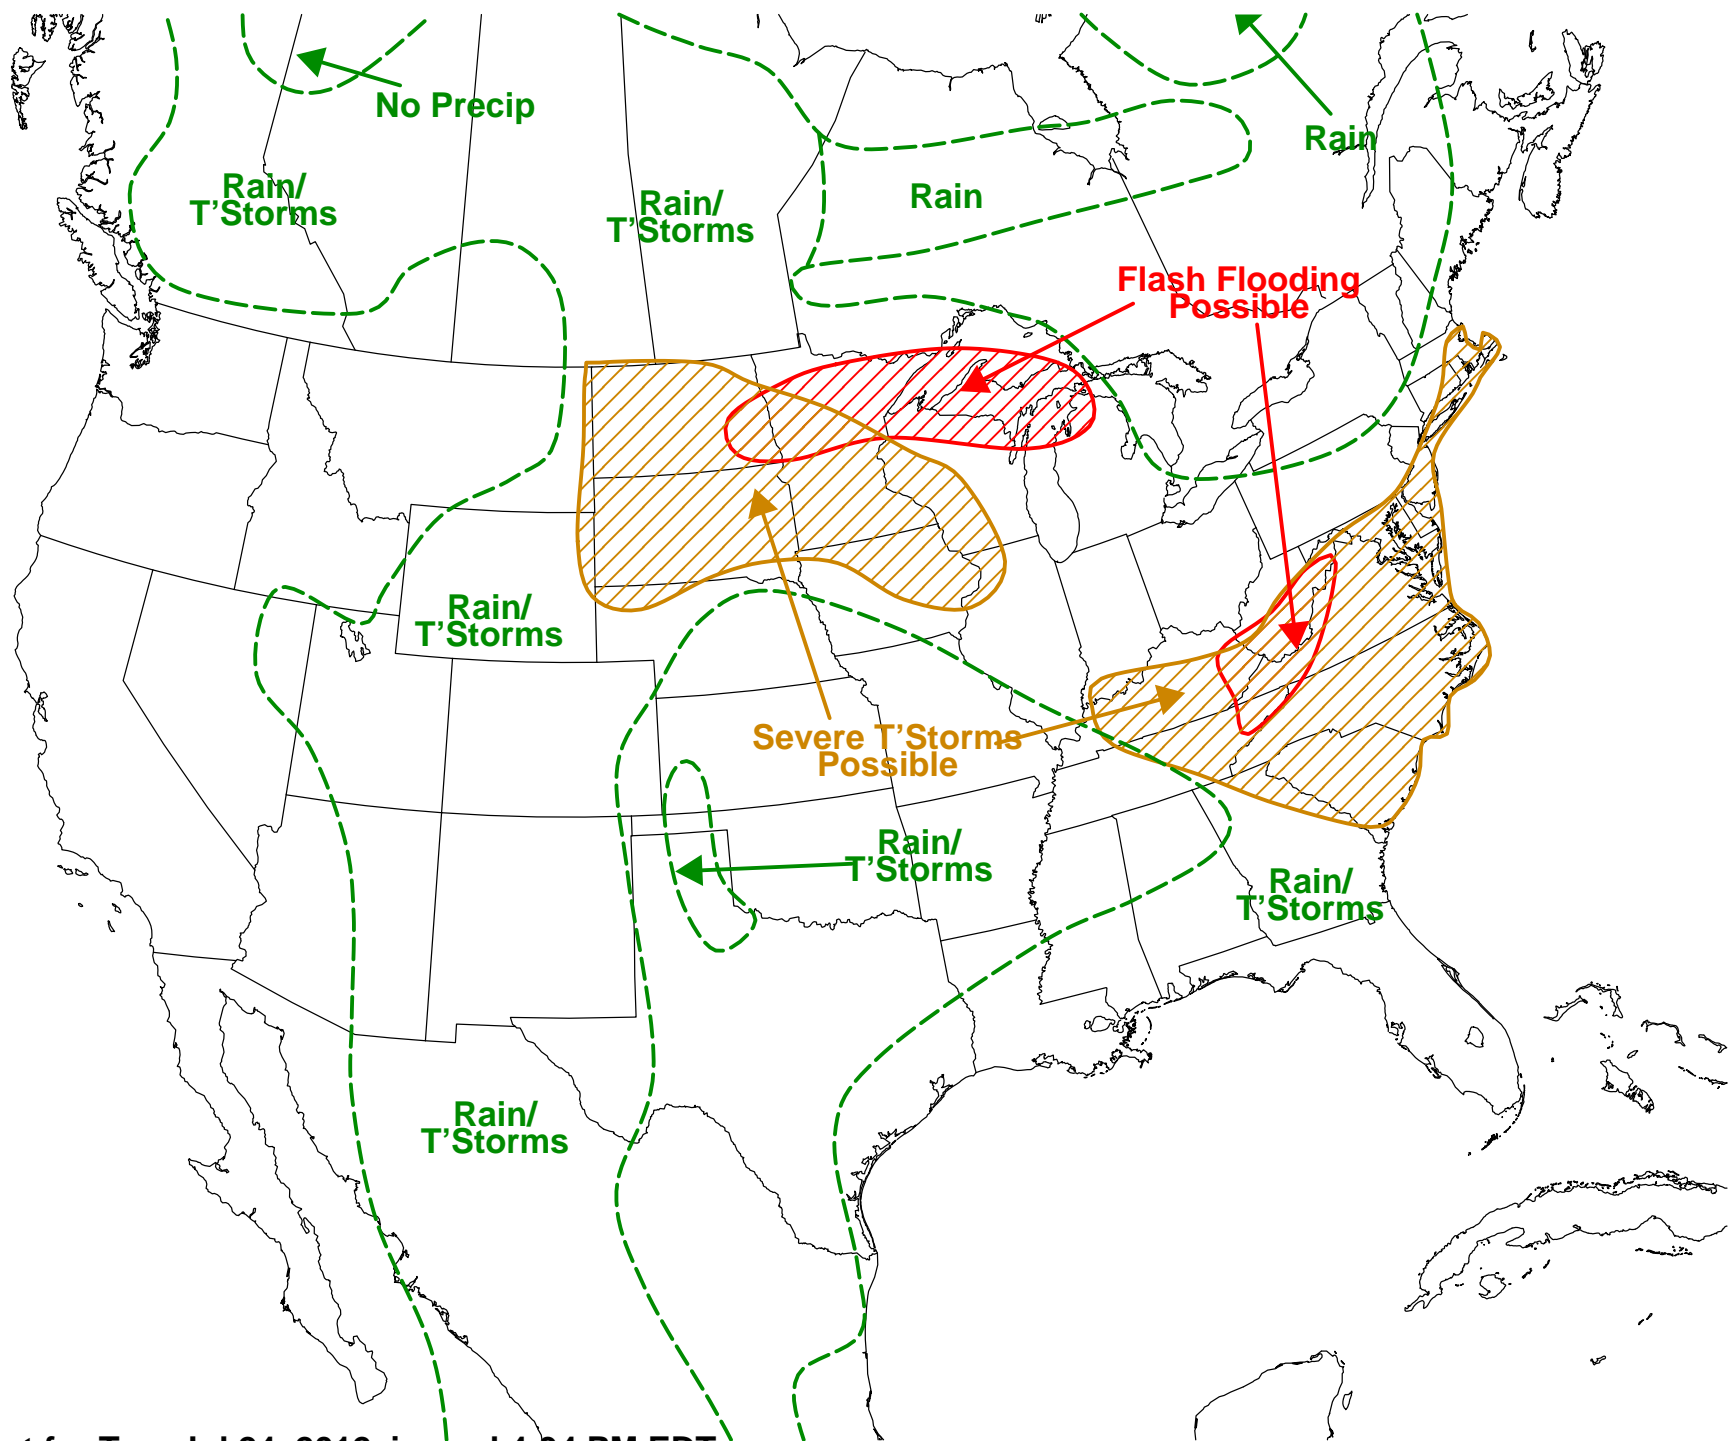 No Precip
Rain
Rain/
T'Storms
Rain/
T'Storms
Rain
Flash Flooding
Possible
Rain/
T'Storms
Severe T'Storms
Possible
Rain/
T'Storms
Rain/
T'Storms
Rain/
T'Storms